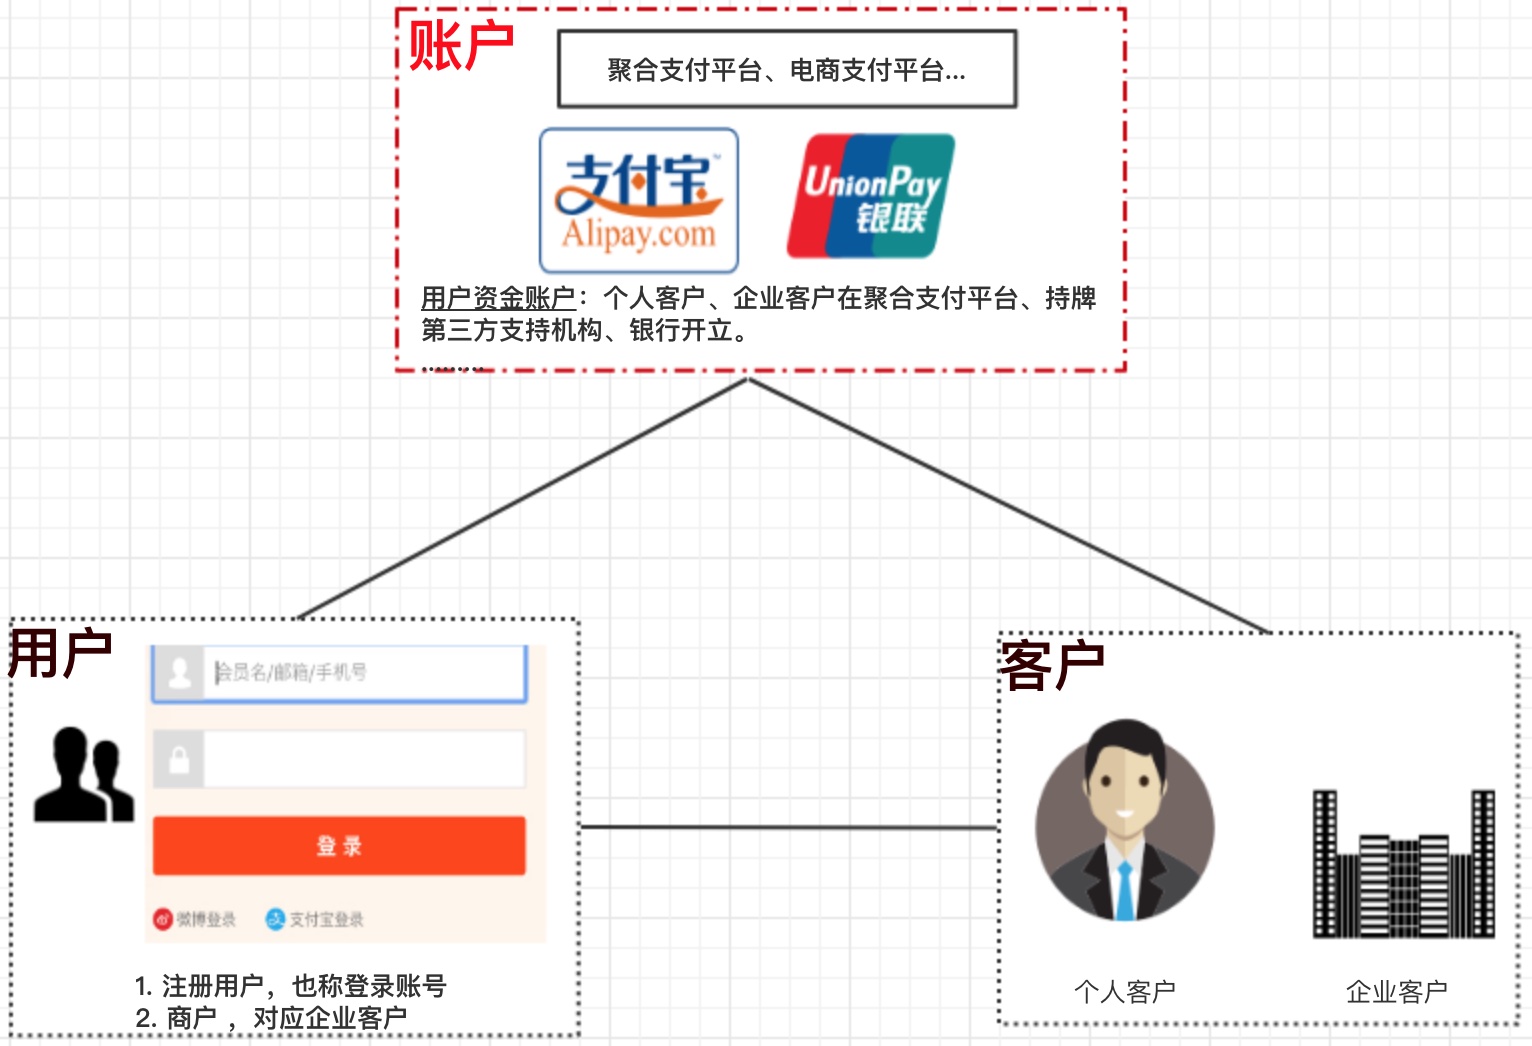 账户
聚合支付平台、电商支付平台...
支付宝™
Alipay.com
UnionPay
银联
用户资金账户：个人客户、企业客户在聚合支付平台、持牌
第三方支持机构、银行开立。
.........
用户
会员名/邮箱/手机号
登 录
微博登录 支付宝登录
1. 注册用户，也称登录账号
2. 商户 ，对应企业客户
客户
个人客户 企业客户